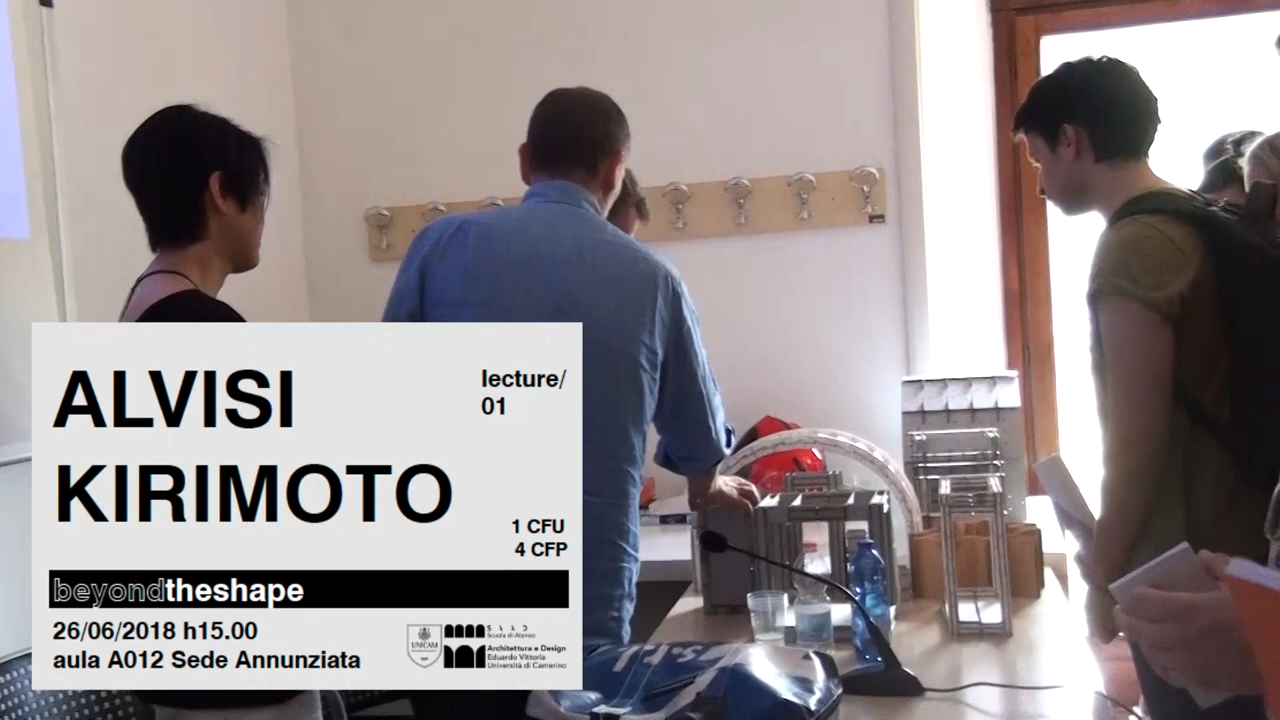 ALVISI
KIRIMOTO
lecture/
01
1 CFU
4 CFP
beyondtheshape
26/06/2018 h15.00
aula A012 Sede Annunziata
UNICAM
SAAD
Scuola di Ateneo
Architettura e Design
Eduardo Vittoria
Università di Camerino